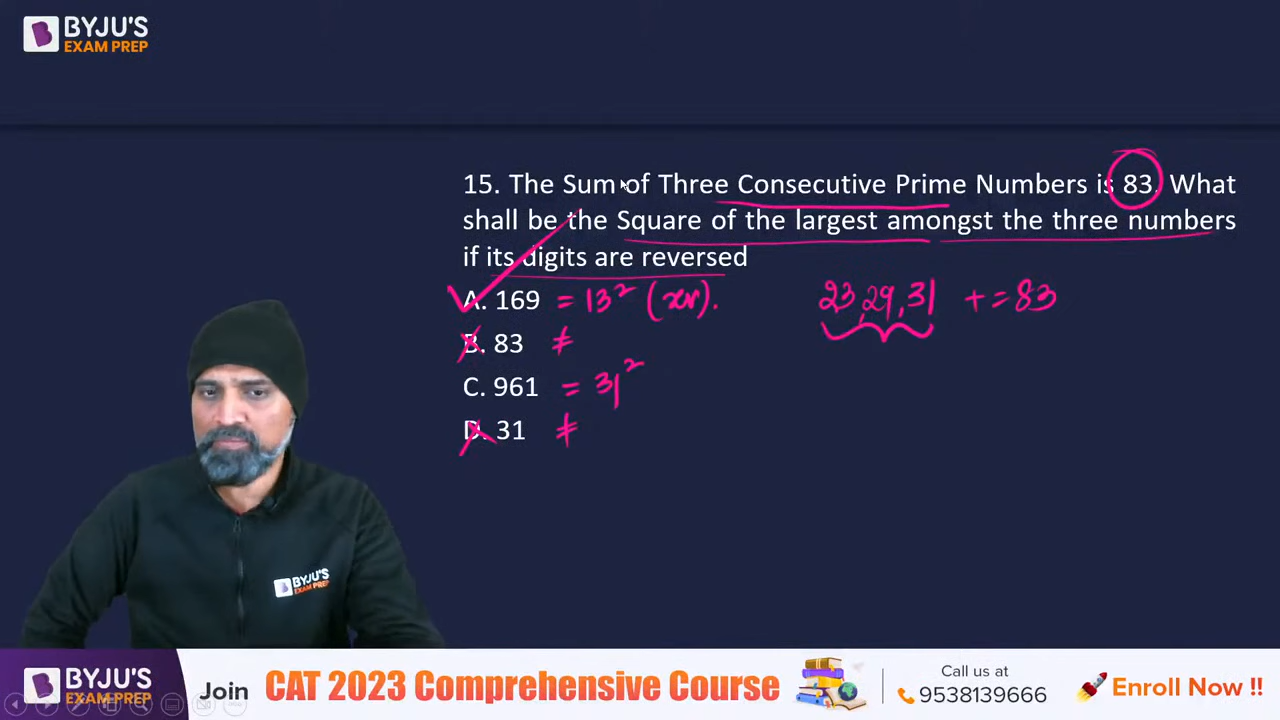 BYJU'S
EXAM PREP
15. The Sum of Three Consecutive Prime Numbers is 83. What
shall be the Square of the largest amongst the three numbers
if its digits are reversed
A. 169 = 13² (xr).
23, 29, 31 + = 83
B. 83 ≠
C. 961 = 31²
D. 31 ≠
BYJU'S
EXAM PREP
BYJU'S
EXAM PREP
Join CAT 2023 Comprehensive Course
Call us at
9538139666
Enroll Now !!